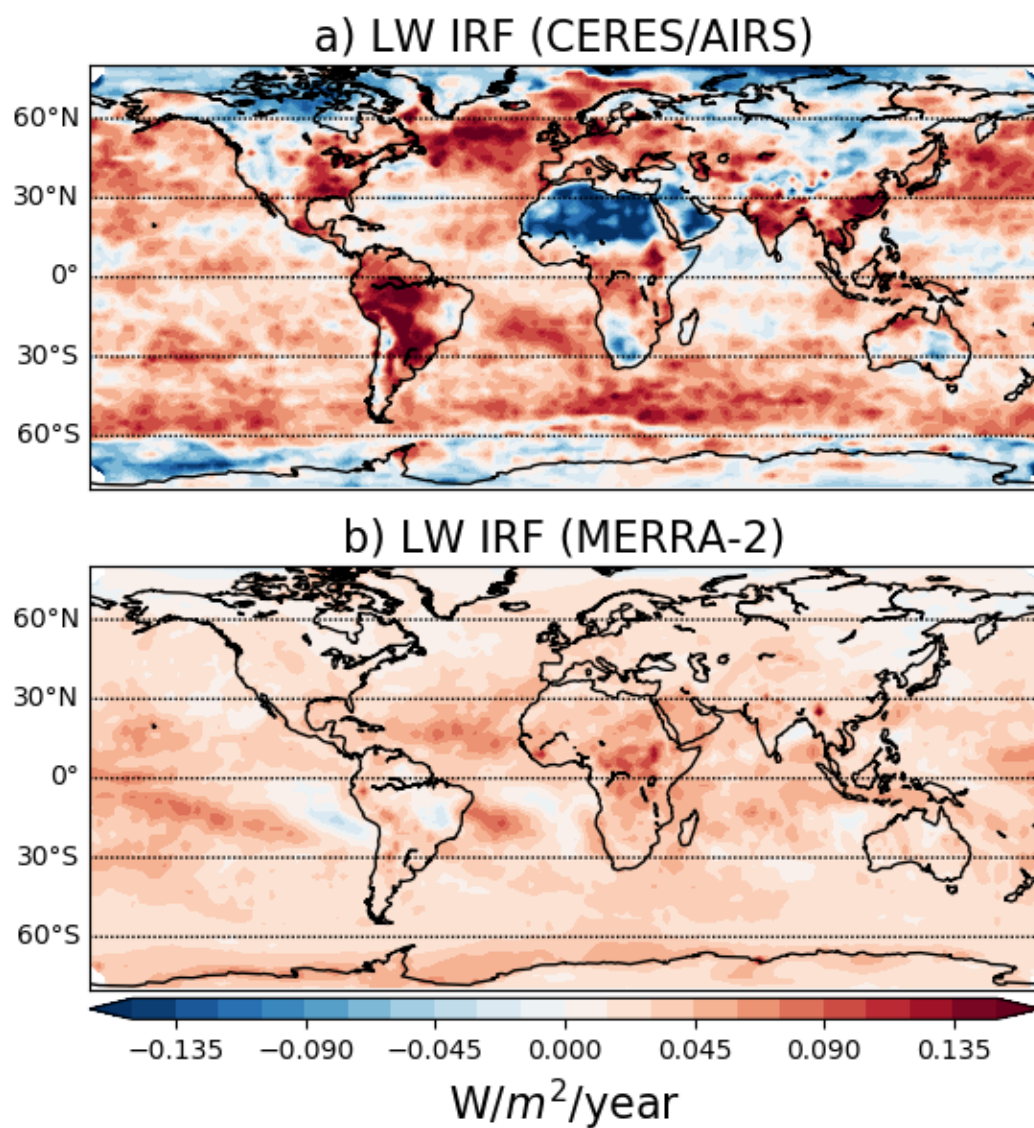 a) LW IRF (CERES/AIRS)
60°N
30°N
0°
30°S
60°S
b) LW IRF (MERRA-2)
60°N
30°N
0°
30°S
60°S
−0.135 −0.090 −0.045 0.000 0.045 0.090 0.135
W/m²/year